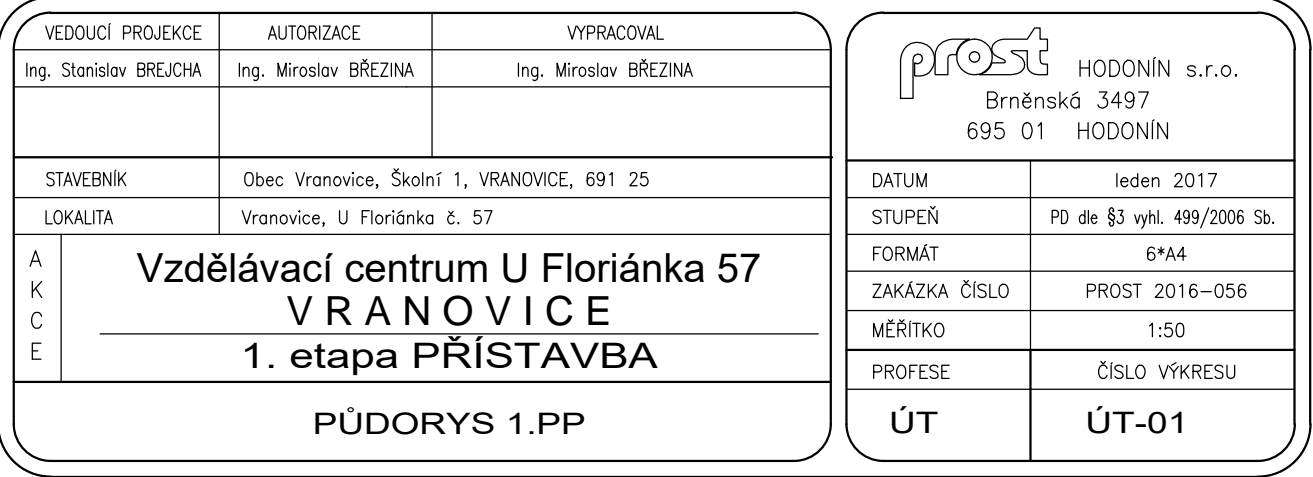 VEDOUCÍ PROJEKCE AUTORIZACE VYPRACOVAL
Ing. Stanislav BREJCHA Ing. Miroslav BŘEZINA Ing. Miroslav BŘEZINA
STAVEBNÍK Obec Vranovice, Školní 1, VRANOVICE, 691 25
LOKALITA Vranovice, U Floriánka č. 57
AKCE
Vzdělávací centrum U Floriánka 57
VRANOVICE
1. etapa PŘÍSTAVBA
PŮDORYS 1.PP
prost HODONÍN s.r.o.
Brněnská 3497
695 01 HODONÍN
DATUM leden 2017
STUPEŇ PD dle §3 vyhl. 499/2006 Sb.
FORMÁT 6*A4
ZAKÁZKA ČÍSLO PROST 2016-056
MĚŘÍTKO 1:50
PROFESE ČÍSLO VÝKRESU
ÚT ÚT-01